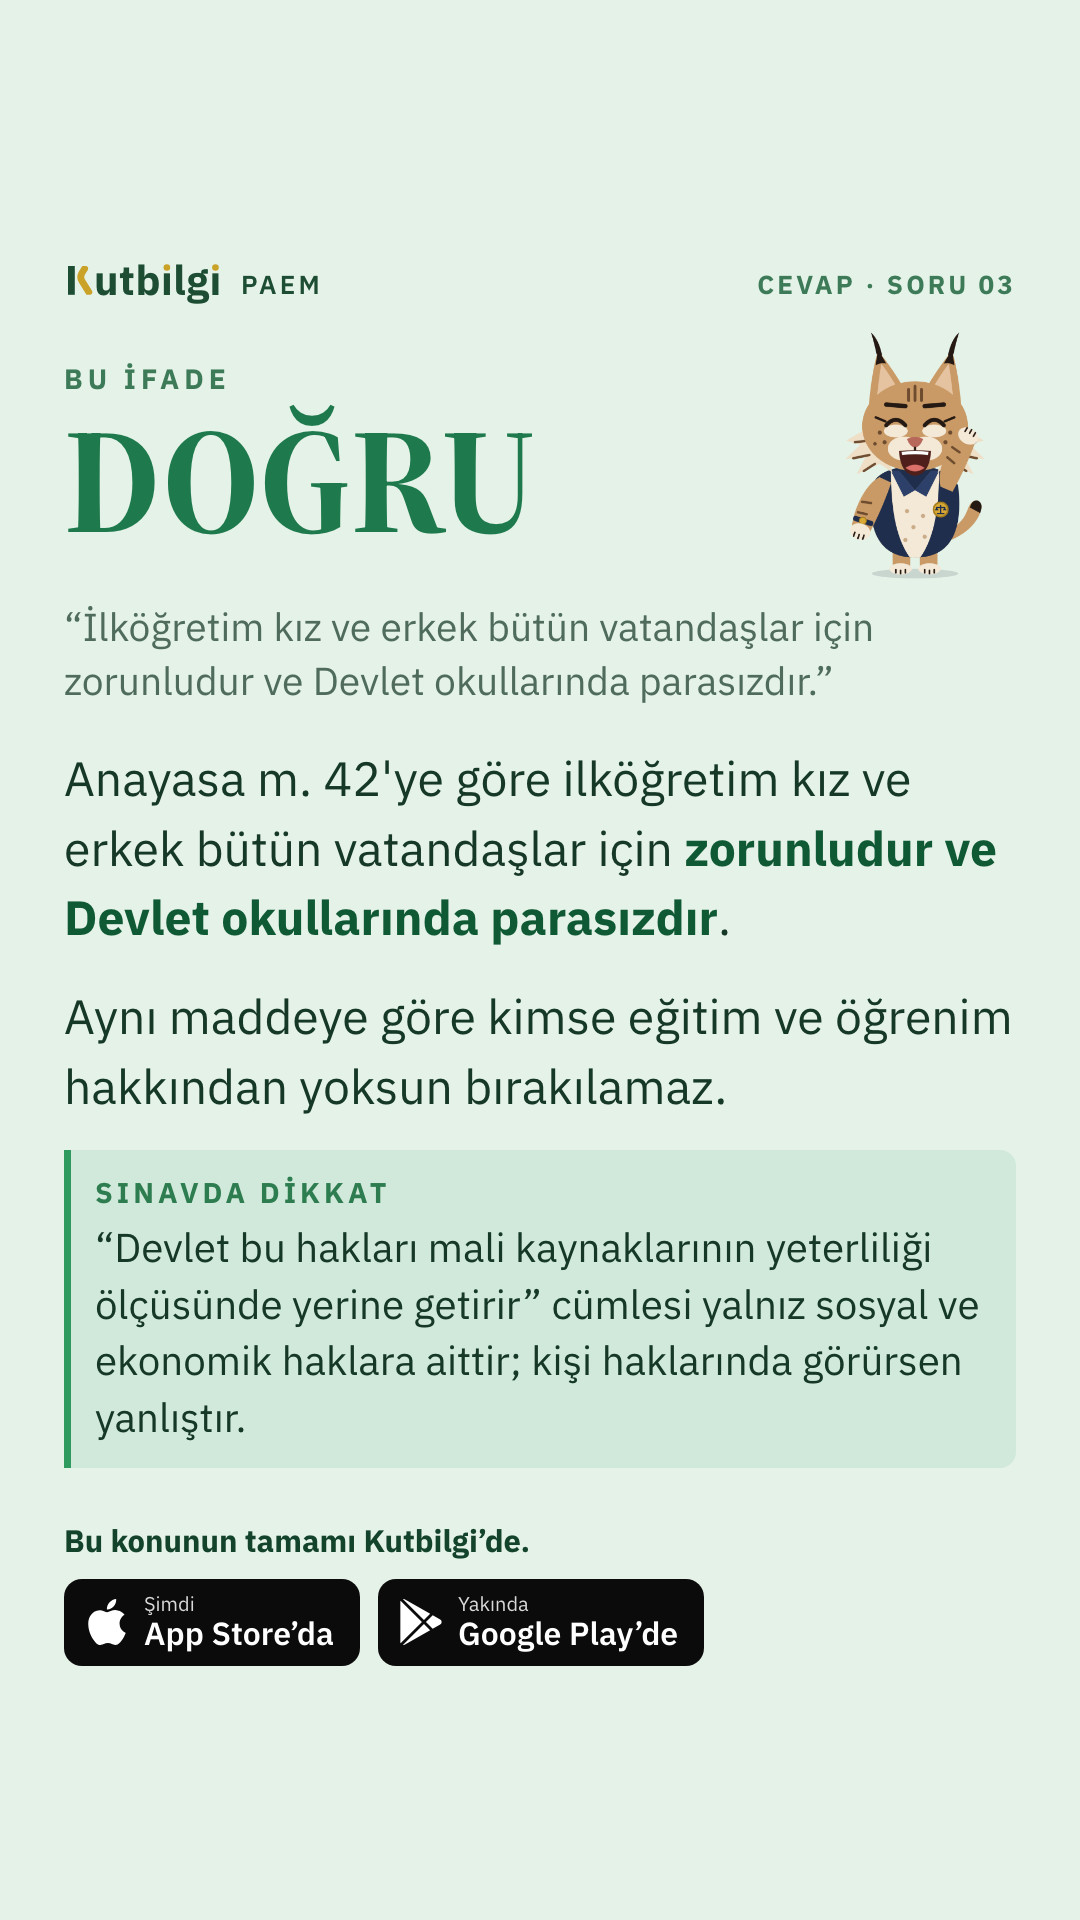 Kutbilgi PAEM
CEVAP · SORU 03
BU İFADE
DOĞRU
“İlköğretim kız ve erkek bütün vatandaşlar için
zorunludur ve Devlet okullarında parasızdır.”
Anayasa m. 42'ye göre ilköğretim kız ve
erkek bütün vatandaşlar için zorunludur ve
Devlet okullarında parasızdır.
Aynı maddeye göre kimse eğitim ve öğrenim
hakkından yoksun bırakılamaz.
SINAVDA DİKKAT
“Devlet bu hakları mali kaynaklarının yeterliliği
ölçüsünde yerine getirir” cümlesi yalnız sosyal ve
ekonomik haklara aittir; kişi haklarında görürsen
yanlıştır.
Bu konunun tamamı Kutbilgi’de.
Şimdi
App Store’da
Yakında
Google Play’de